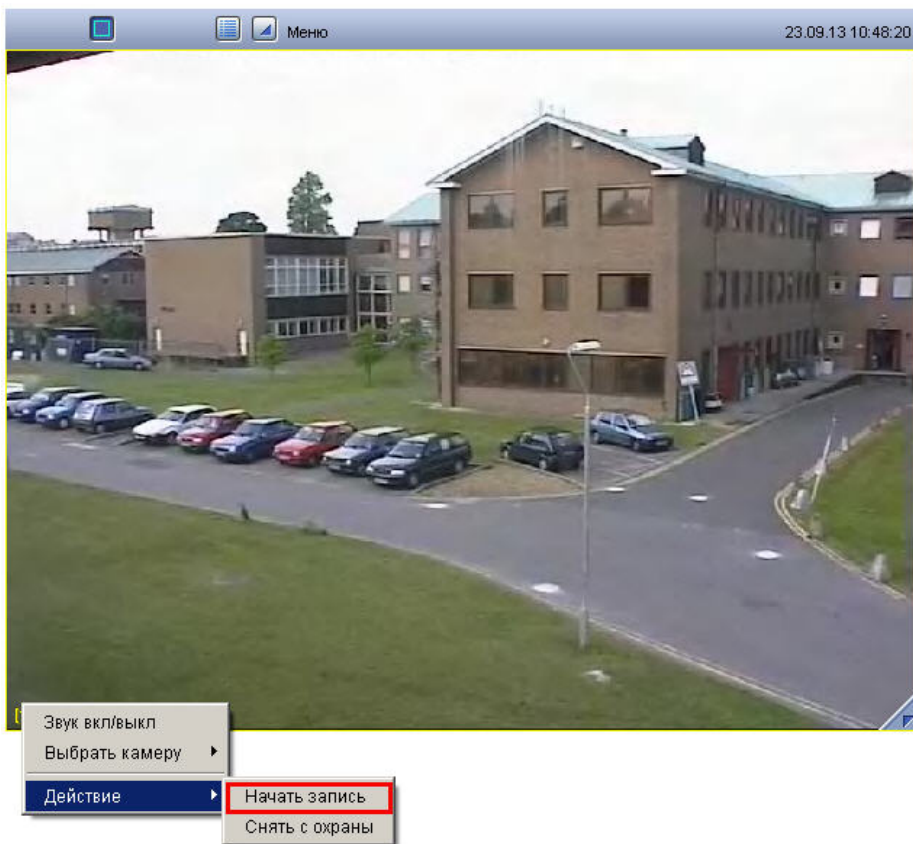 Меню
23.09.13 10:48:20
Звук вкл/выкл
Выбрать камеру
Действие
Начать запись
Снять с охраны